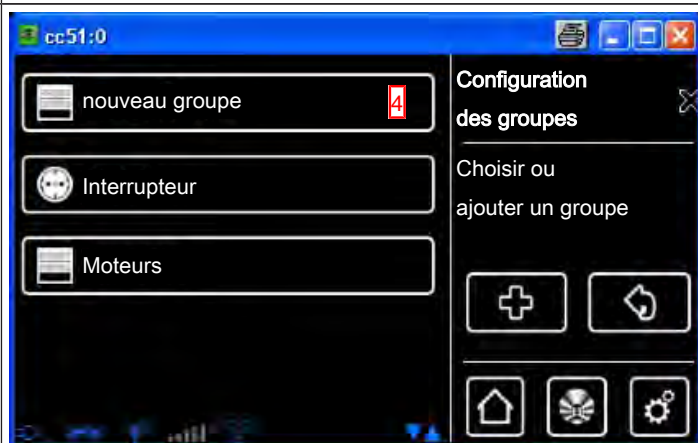 cc51:0
nouveau groupe
4
Interrupteur
Moteurs
Configuration
des groupes
Choisir ou
ajouter un groupe